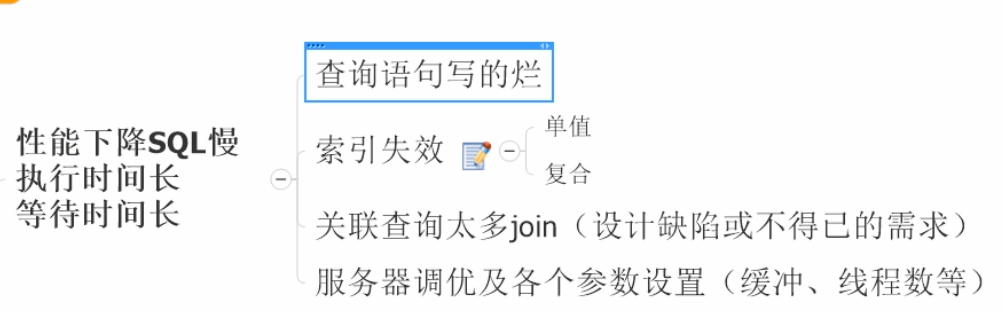 性能下降SQL慢
执行时间长
等待时间长
查询语句写的烂
索引失效
单值
复合
关联查询太多join（设计缺陷或不得已的需求）
服务器调优及各个参数设置（缓冲、线程数等）